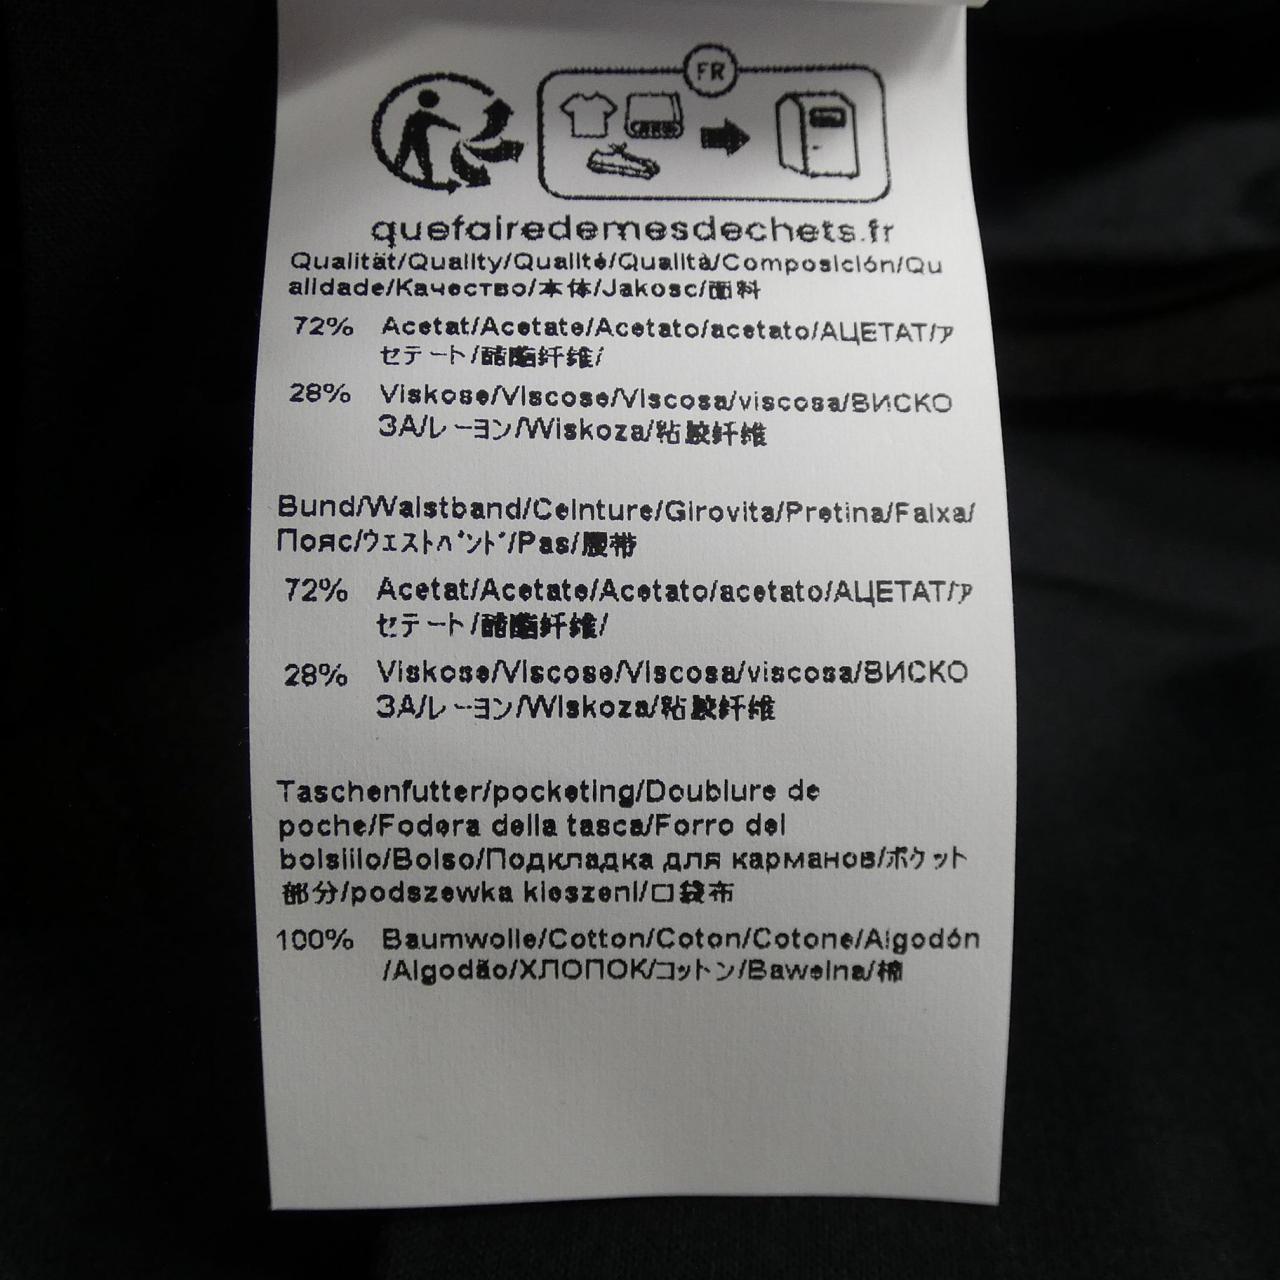 FR
quefairedemesdechets.fr
Qualität/Quality/Qualité/Qualità/Composición/Qu
alidade/Качество/本体/Jakosc/面料
72% Acetat/Acetate/Acetato/acetato/АЦЕТАТ/ア
セテート/醋酯纤维/
28% Viskose/Viscose/Viscosa/viscosa/ВИСКО
ЗА/レーヨン/Wiskoza/粘胶纤维
Bund/Waistband/Ceinture/Girovita/Pretina/Faixa/
Пояс/ウェストバンド/Pas/腰带
72% Acetat/Acetate/Acetato/acetato/АЦЕТАТ/ア
セテート/醋酯纤维/
28% Viskose/Viscose/Viscosa/viscosa/ВИСКО
ЗА/レーヨン/Wiskoza/粘胶纤维
Taschenfutter/pocketing/Doublure de
poche/Fodera della tasca/Forro del
bolsillo/Bolso/Подкладка для карманов/ポケット
部分/podszewka kieszeni/口袋布
100% Baumwolle/Cotton/Coton/Cotone/Algodón
/Algodão/ХЛОПОК/コットン/Bawelna/棉